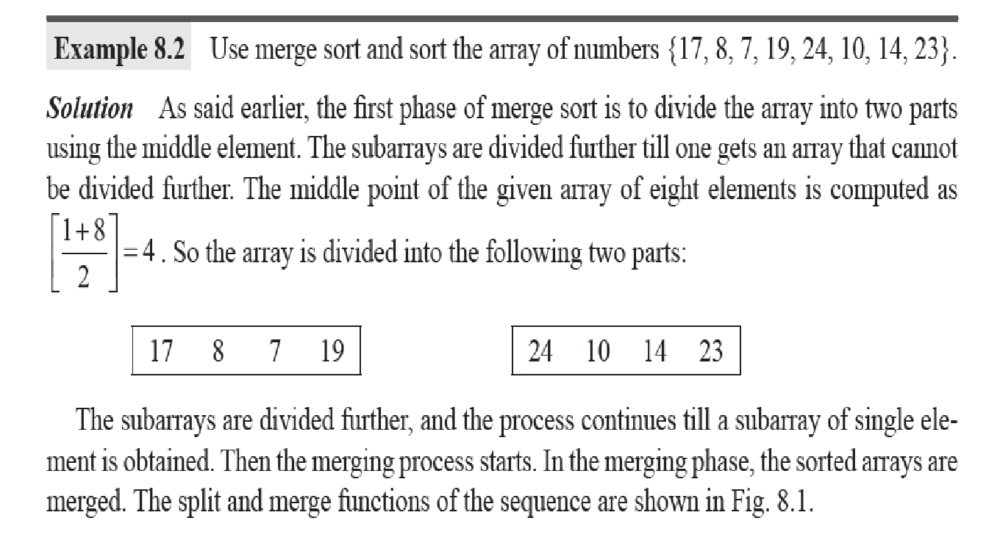 Example 8.2 Use merge sort and sort the array of numbers {17, 8, 7, 19, 24, 10, 14, 23}.
Solution As said earlier, the first phase of merge sort is to divide the array into two parts
using the middle element. The subarrays are divided further till one gets an array that cannot
be divided further. The middle point of the given array of eight elements is computed as
[1+8/2] = 4 . So the array is divided into the following two parts:
17 8 7 19 24 10 14 23
The subarrays are divided further, and the process continues till a subarray of single ele-
ment is obtained. Then the merging process starts. In the merging phase, the sorted arrays are
merged. The split and merge functions of the sequence are shown in Fig. 8.1.